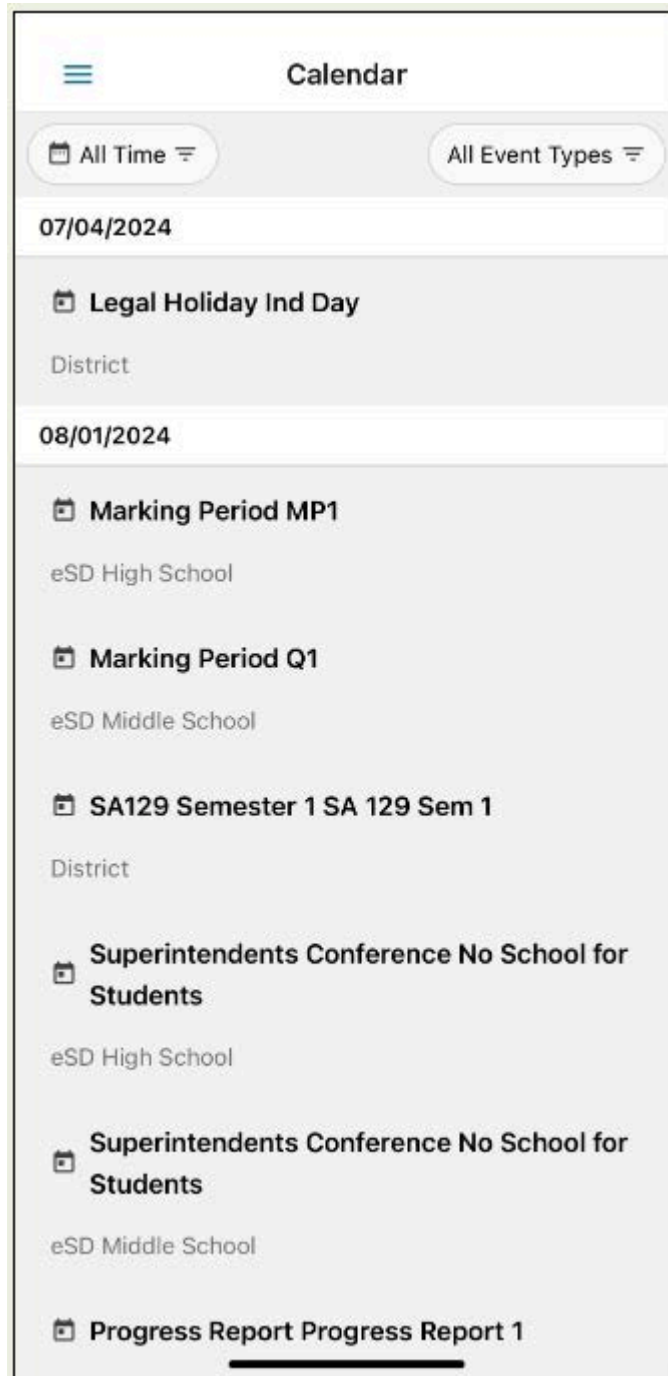 Calendar
All Time
All Event Types
07/04/2024
Legal Holiday Ind Day
District
08/01/2024
Marking Period MP1
eSD High School
Marking Period Q1
eSD Middle School
SA129 Semester 1 SA 129 Sem 1
District
Superintendents Conference No School for
Students
eSD High School
Superintendents Conference No School for
Students
eSD Middle School
Progress Report Progress Report 1